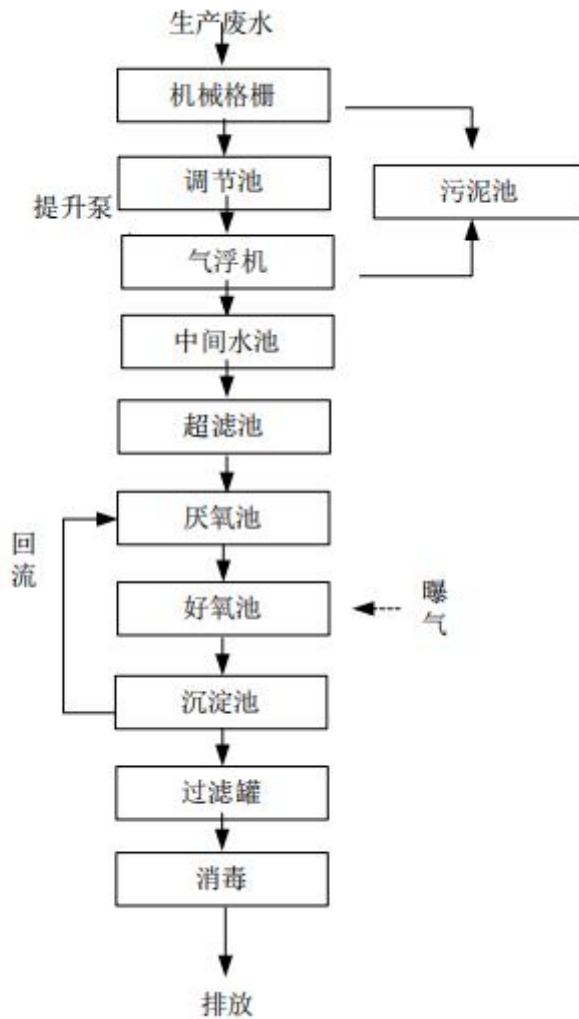 生产废水
机械格栅
调节池
污泥池
提升泵
气浮机
中间水池
超滤池
厌氧池
回
流
好氧池
曝
气
沉淀池
过滤罐
消毒
排放